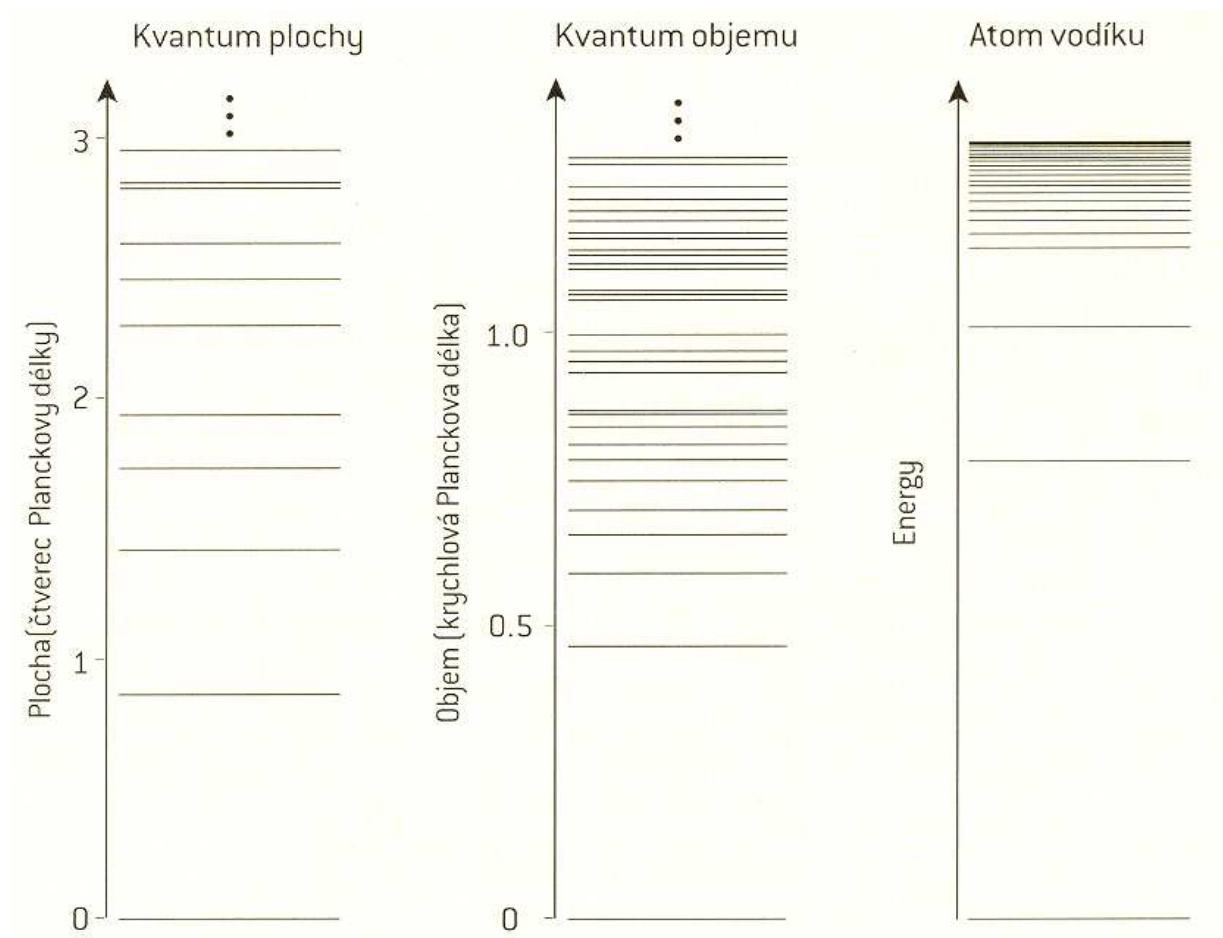 Kvantum plochy
Kvantum objemu
Atom vodíku
3
2
1
0
Plocha(čtverec Planckovy délky)
1.0
0.5
0
Objem (krychlová Planckova délka)
Energy